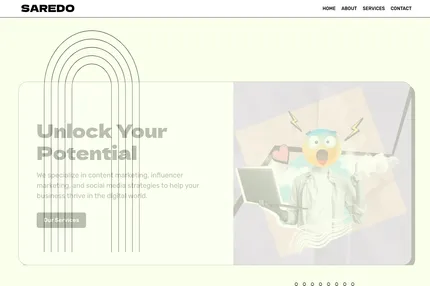 SAREDO
HOME ABOUT SERVICES CONTACT
Unlock Your
Potential
We specialize in content marketing, influencer
marketing, and social media strategies to help your
business thrive in the digital world.
Our Services